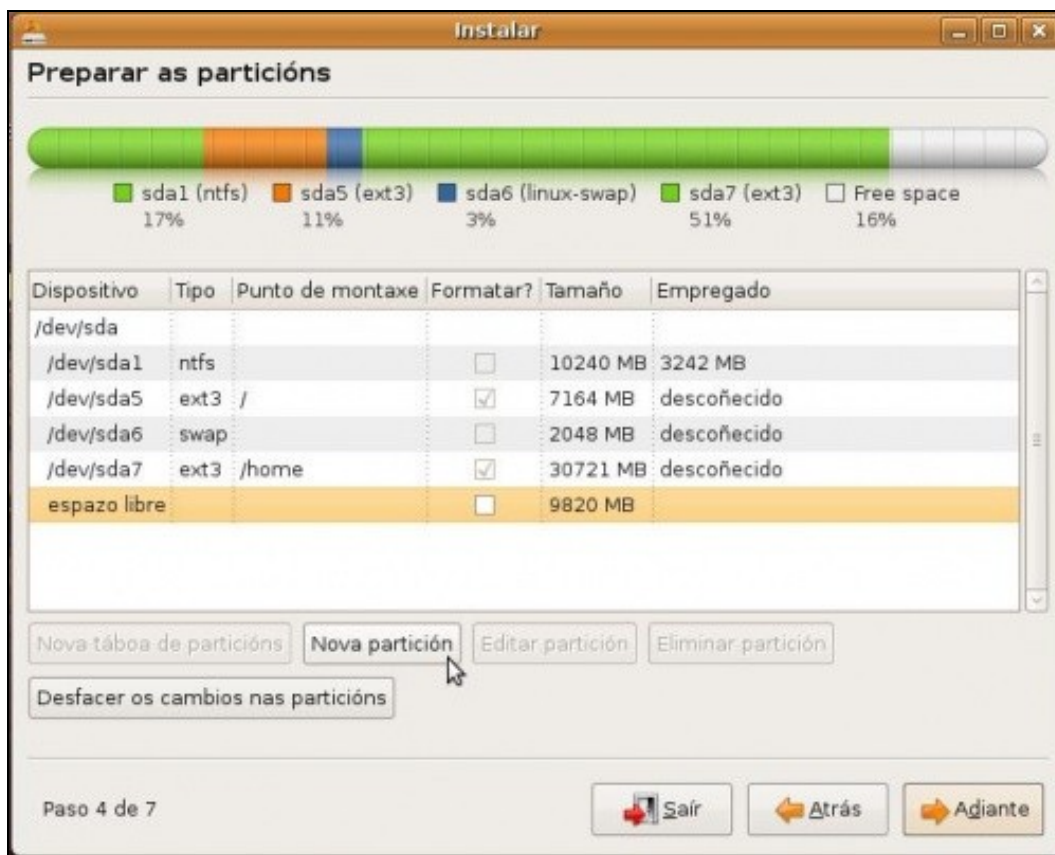 Instalar
Preparar as particións
sda1 (ntfs) sda5 (ext3) sda6 (linux-swap) sda7 (ext3) Free space
17% 11% 3% 51% 16%
Dispositivo Tipo Punto de montaxe Formatar? Tamaño Empregado
/dev/sda
/dev/sda1 ntfs 10240 MB 3242 MB
/dev/sda5 ext3 / 7164 MB descoñecido
/dev/sda6 swap 2048 MB descoñecido
/dev/sda7 ext3 /home 30721 MB descoñecido
espazo libre 9820 MB
Nova táboa de particións Nova partición Editar partición Eliminar partición
Desfacer os cambios nas particións
Paso 4 de 7 Saír Atrás Adiante